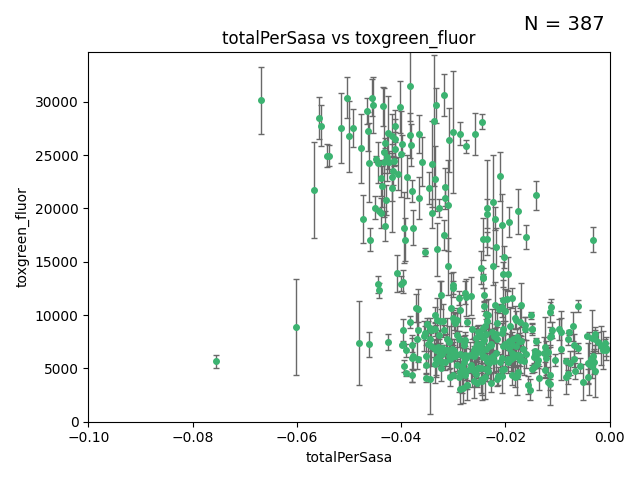 N = 387
totalPerSasa vs toxgreen_fluor
toxgreen_fluor
30000
25000
20000
15000
10000
5000
0
−0.10 −0.08 −0.06 −0.04 −0.02 0.00
totalPerSasa